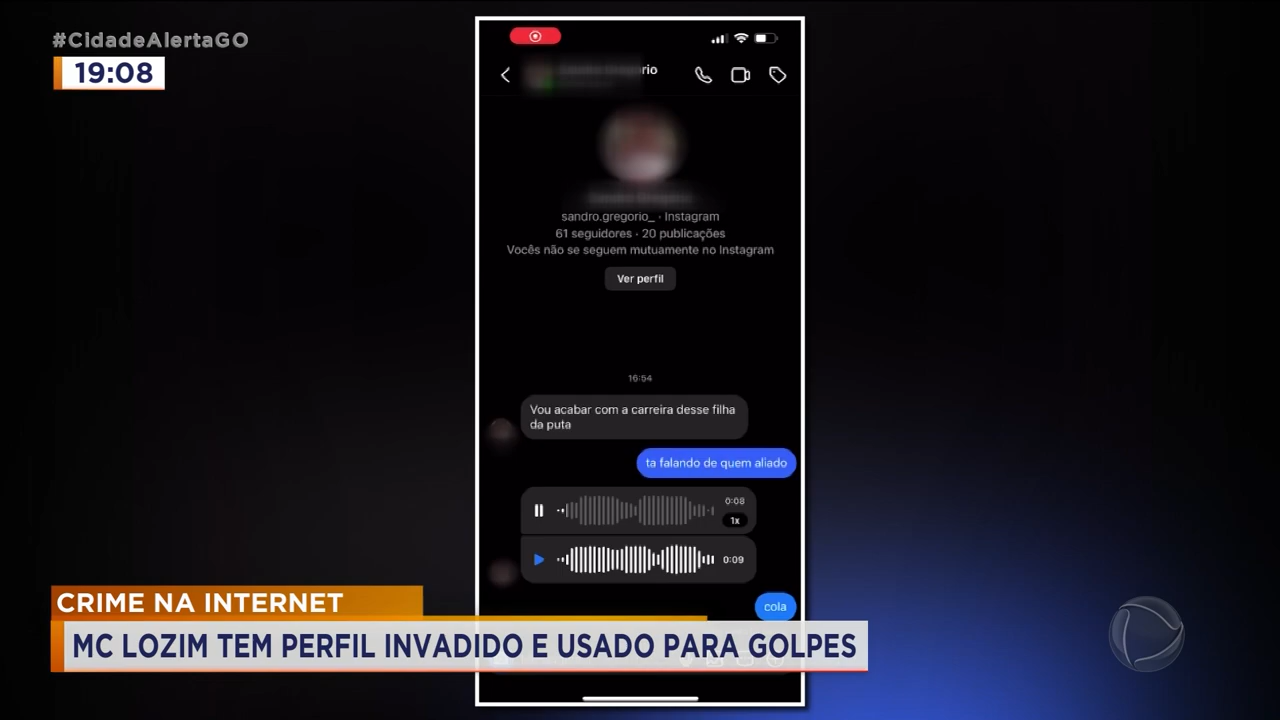 #CidadeAlertaGO
19:08
rio
sandro.gregorio_ · Instagram
61 seguidores · 20 publicações
Vocês não se seguem mutuamente no Instagram
Ver perfil
16:54
Vou acabar com a carreira desse filha
da puta
ta falando de quem aliado
0:08
1x
0:09
cola
CRIME NA INTERNET
MC LOZIM TEM PERFIL INVADIDO E USADO PARA GOLPES